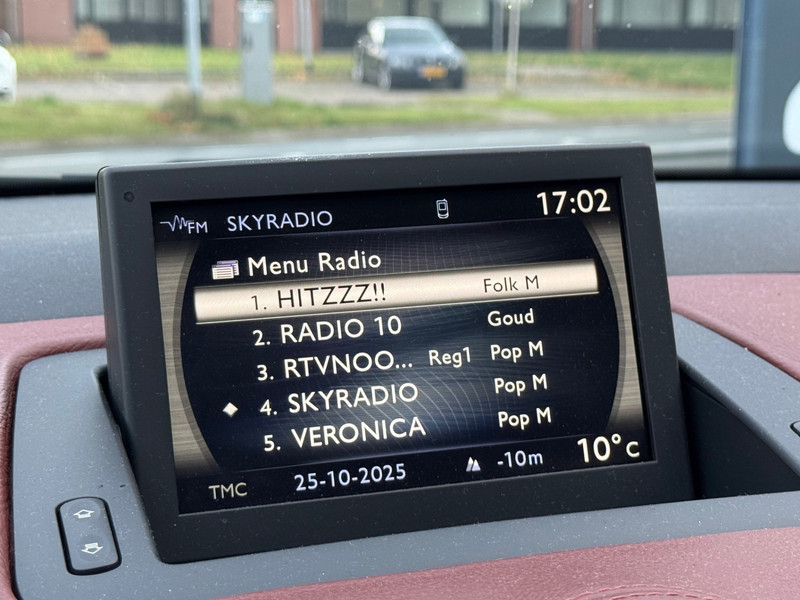 FM SKYRADIO 17:02
Menu Radio
1. HITZZZ!! Folk M
2. RADIO 10 Goud
3. RTVNOO... Reg1 Pop M
4. SKYRADIO Pop M
5. VERONICA Pop M
TMC 25-10-2025 -10m 10°C